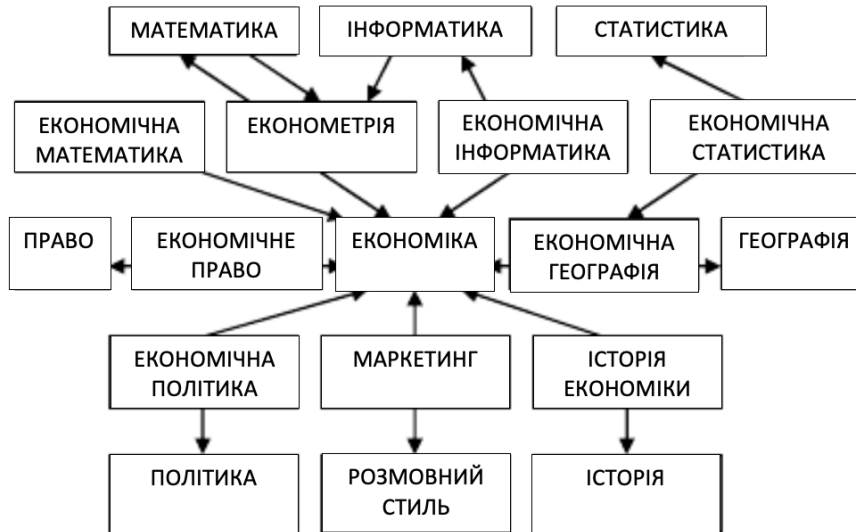 МАТЕМАТИКА
ІНФОРМАТИКА
СТАТИСТИКА
ЕКОНОМІЧНА
МАТЕМАТИКА
ЕКОНОМЕТРІЯ
ЕКОНОМІЧНА
ІНФОРМАТИКА
ЕКОНОМІЧНА
СТАТИСТИКА
ПРАВО
ЕКОНОМІЧНЕ
ПРАВО
ЕКОНОМІКА
ЕКОНОМІЧНА
ГЕОГРАФІЯ
ГЕОГРАФІЯ
ЕКОНОМІЧНА
ПОЛІТИКА
МАРКЕТИНГ
ІСТОРІЯ
ЕКОНОМІКИ
ПОЛІТИКА
РОЗМОВНИЙ
СТИЛЬ
ІСТОРІЯ